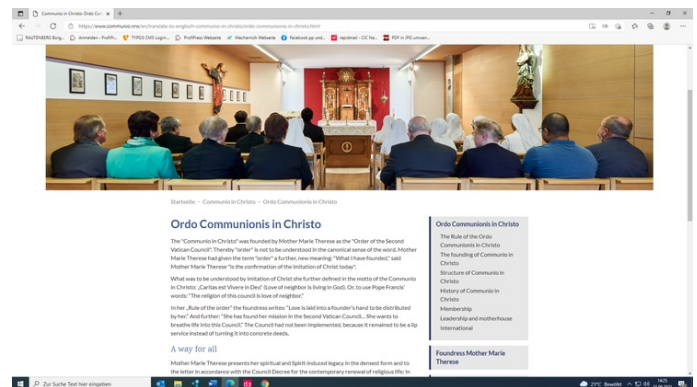 Communio in Christo: Ordo Co
https://www.communio.nrw/en/translate-to-englisch-communio-in-christo/ordo-communionis-in-christo.html
Startseite – Communio in Christo – Ordo Communionis in Christo
Ordo Communionis in Christo
The "Communio in Christo" was founded by Mother Marie Therese as the "Order of the Second
Vatican Council". Thereby "order" is not to be understood in the canonical sense of the word. Mother
Marie Therese had given the term "order" a further, new meaning: "What I have founded," said
Mother Marie Therese "is the confirmation of the imitation of Christ today".
What was to be understood by imitation of Christ she further defined in the motto of the Communio
in Christo: „Caritas est Vivere in Deo" (Love of neighbor is living in God). Or, to use Pope Francis'
words: "The religion of this council is love of neighbor."
In her „Rule of the order" the foundress writes: "Love is laid into a founder's hand to be distributed
by her." And further: "She has found her mission in the Second Vatican Council... She wants to
breathe life into this Council." The Council had not been implemented, because it remained to be a lip
service instead of turning it into concrete deeds.
A way for all
Mother Marie Therese presents her spiritual and Spirit-induced legacy in the densest form and to
the letter in accordance with the Council Decree for the contemporary renewal of religious life: In
Ordo Communionis in Christo
The Rule of the Ordo
Communionis in Christo
The founding of Communio in
Christo
Structure of Communio in
Christo
History of Communio in
Christo
Membership
Leadership and motherhouse
International
Foundress Mother Marie
Therese
Zur Suche Text hier eingeben
21°C Bewölkt